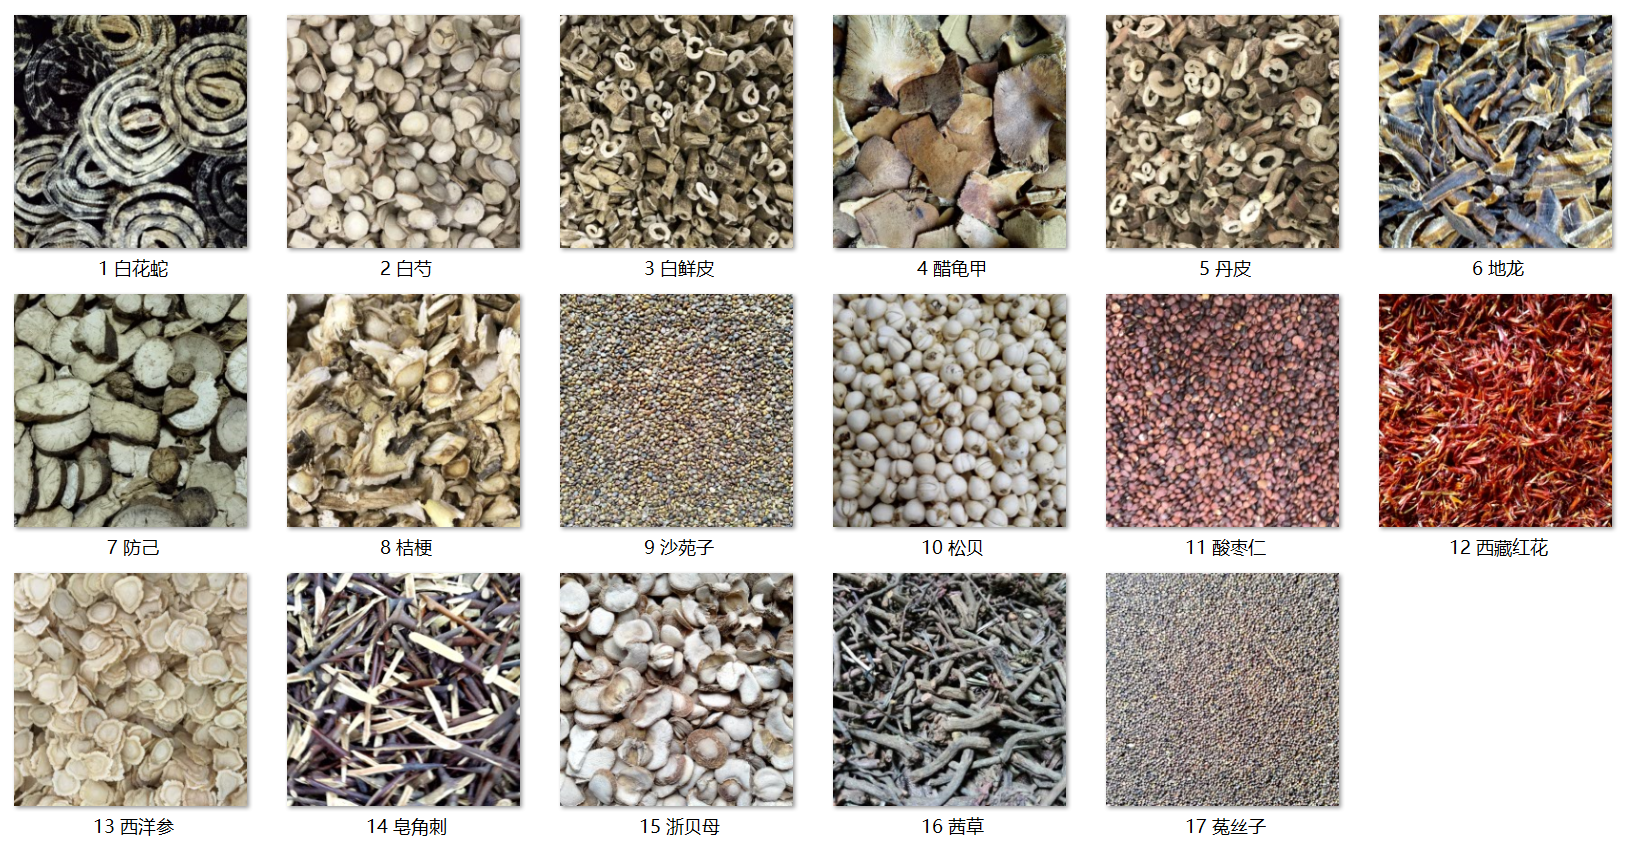 1 白花蛇
2 白芍
3 白鲜皮
4 醋龟甲
5 丹皮
6 地龙
7 防己
8 桔梗
9 沙苑子
10 松贝
11 酸枣仁
12 西藏红花
13 西洋参
14 皂角刺
15 浙贝母
16 茜草
17 菟丝子